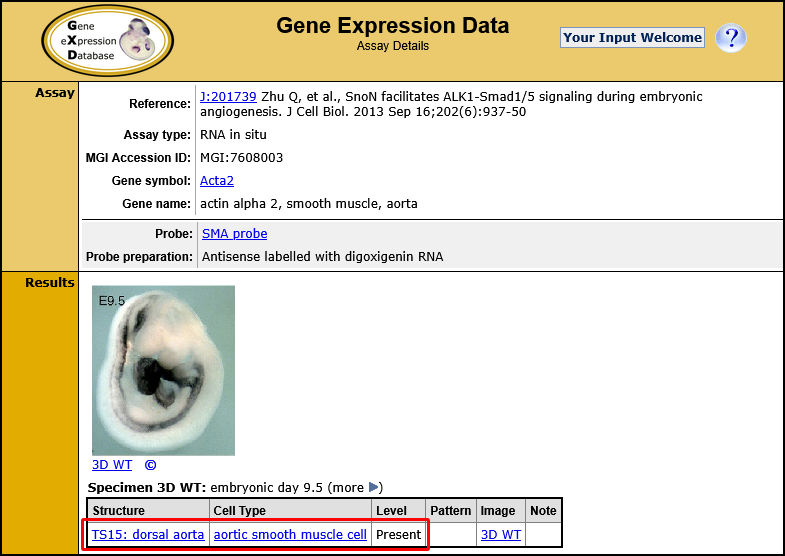 Gene
eXpression
Database
Gene Expression Data
Assay Details
Your Input Welcome
?
Assay
Reference: J:201739 Zhu Q, et al., SnoN facilitates ALK1-Smad1/5 signaling during embryonic
angiogenesis. J Cell Biol. 2013 Sep 16;202(6):937-50
Assay type: RNA in situ
MGI Accession ID: MGI:7608003
Gene symbol: Acta2
Gene name: actin alpha 2, smooth muscle, aorta
Probe: SMA probe
Probe preparation: Antisense labelled with digoxigenin RNA
Results
E9.5
3D WT ©
Specimen 3D WT: embryonic day 9.5 (more ▶)
Structure Cell Type Level Pattern Image Note
TS15: dorsal aorta aortic smooth muscle cell Present 3D WT